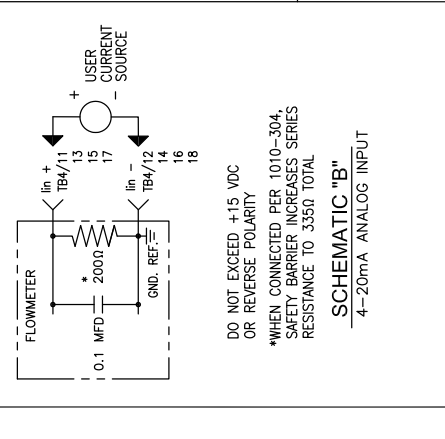 FLOWMETER
0.1 MFD
*
200Ω
GND. REF.=
Iin +
TB4/11
13
15
17
Iin -
TB4/12
14
16
18
+
USER
CURRENT
SOURCE
-
DO NOT EXCEED +15 VDC
OR REVERSE POLARITY
*WHEN CONNECTED PER 1010-304,
SAFETY BARRIER INCREASES SERIES
RESISTANCE TO 335Ω TOTAL
SCHEMATIC "B"
4-20mA ANALOG INPUT